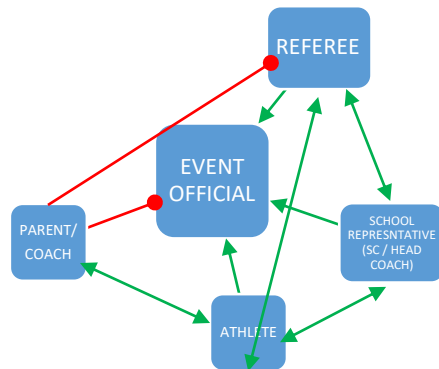 REFEREE
EVENT
OFFICIAL
PARENT/
COACH
SCHOOL
REPRESNTATIVE
(SC / HEAD
COACH)
ATHLETE